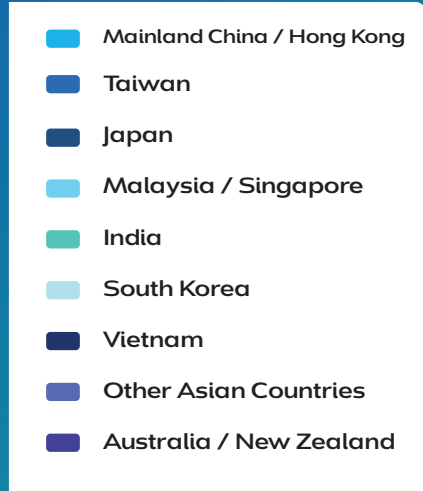 Mainland China / Hong Kong
Taiwan
Japan
Malaysia / Singapore
India
South Korea
Vietnam
Other Asian Countries
Australia / New Zealand